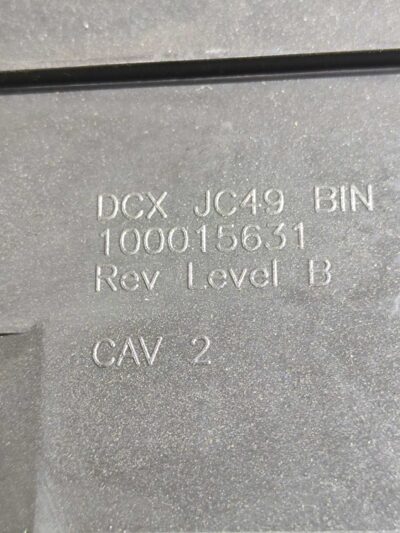 DCX JC49 BIN
100015631
Rev Level B
CAV 2